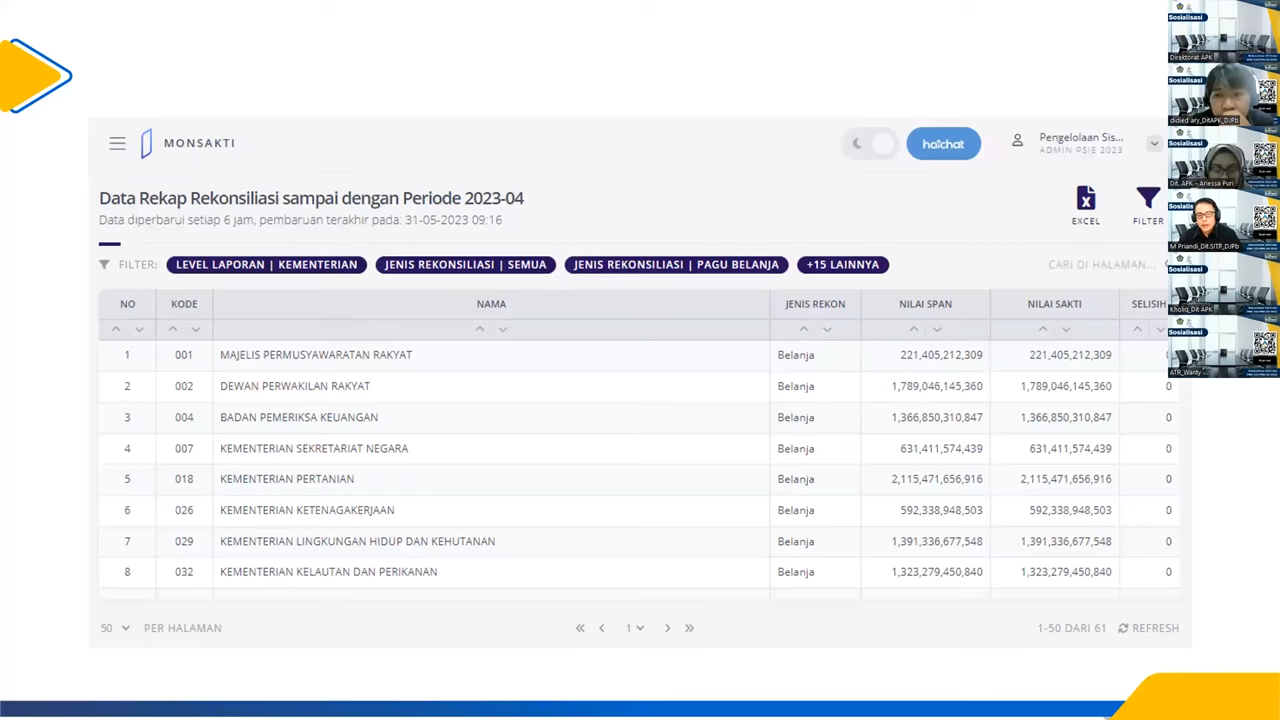 MONSAKTI
haichat
Pengelolaan Sis...
ADMIN PSIE 2023
Data Rekap Rekonsiliasi sampai dengan Periode 2023-04
Data diperbarui setiap 6 jam, pembaruan terakhir pada: 31-05-2023 09:16
EXCEL FILTER
FILTER: LEVEL LAPORAN | KEMENTERIAN JENIS REKONSILIASI | SEMUA JENIS REKONSILIASI | PAGU BELANJA +15 LAINNYA CARI DI HALAMAN...
NO KODE NAMA JENIS REKON NILAI SPAN NILAI SAKTI SELISIH
1 001 MAJELIS PERMUSYAWARATAN RAKYAT Belanja 221,405,212,309 221,405,212,309
2 002 DEWAN PERWAKILAN RAKYAT Belanja 1,789,046,145,360 1,789,046,145,360 0
3 004 BADAN PEMERIKSA KEUANGAN Belanja 1,366,850,310,847 1,366,850,310,847 0
4 007 KEMENTERIAN SEKRETARIAT NEGARA Belanja 631,411,574,439 631,411,574,439 0
5 018 KEMENTERIAN PERTANIAN Belanja 2,115,471,656,916 2,115,471,656,916 0
6 026 KEMENTERIAN KETENAGAKERJAAN Belanja 592,338,948,503 592,338,948,503 0
7 029 KEMENTERIAN LINGKUNGAN HIDUP DAN KEHUTANAN Belanja 1,391,336,677,548 1,391,336,677,548 0
8 032 KEMENTERIAN KELAUTAN DAN PERIKANAN Belanja 1,323,279,450,840 1,323,279,450,840 0
50 PER HALAMAN 1 1-50 DARI 61 REFRESH
Sosialisasi
Direktorat APK
Sosialisasi
didied ary_DitAPK_DJPb
Sosialisasi
Dit. APK - Anessa Puri
Sosialis
M Priandi_Dit.SITP_DJPb
Sosialisasi
Kholiq_Dit APK
Sosialisasi
ATR_Wanty